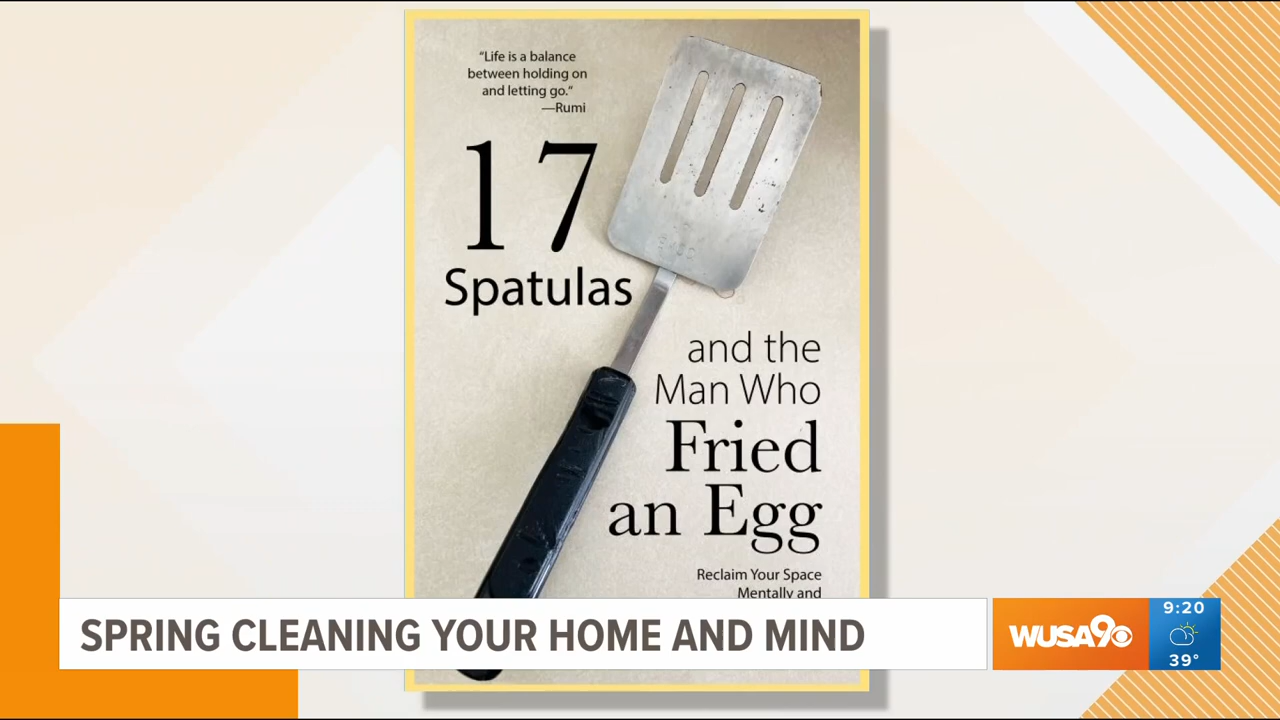 “Life is a balance
between holding on
and letting go.“
—Rumi
17
Spatulas
and the
Man Who
Fried
an Egg
Reclaim Your Space
Mentally and
SPRING CLEANING YOUR HOME AND MIND
WUSA9
9:20
39°